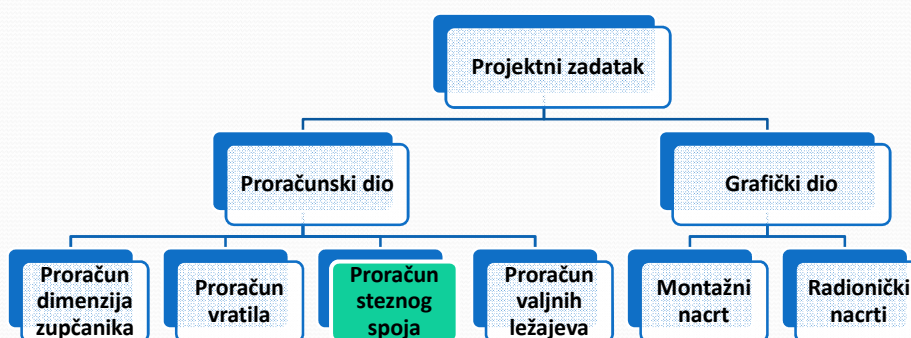 Projektni zadatak
Proračunski dio
Grafički dio
Proračun
dimenzija
zupčanika
Proračun
vratila
Proračun
steznog
spoja
Proračun
valjnih
ležajeva
Montažni
nacrt
Radionički
nacrti